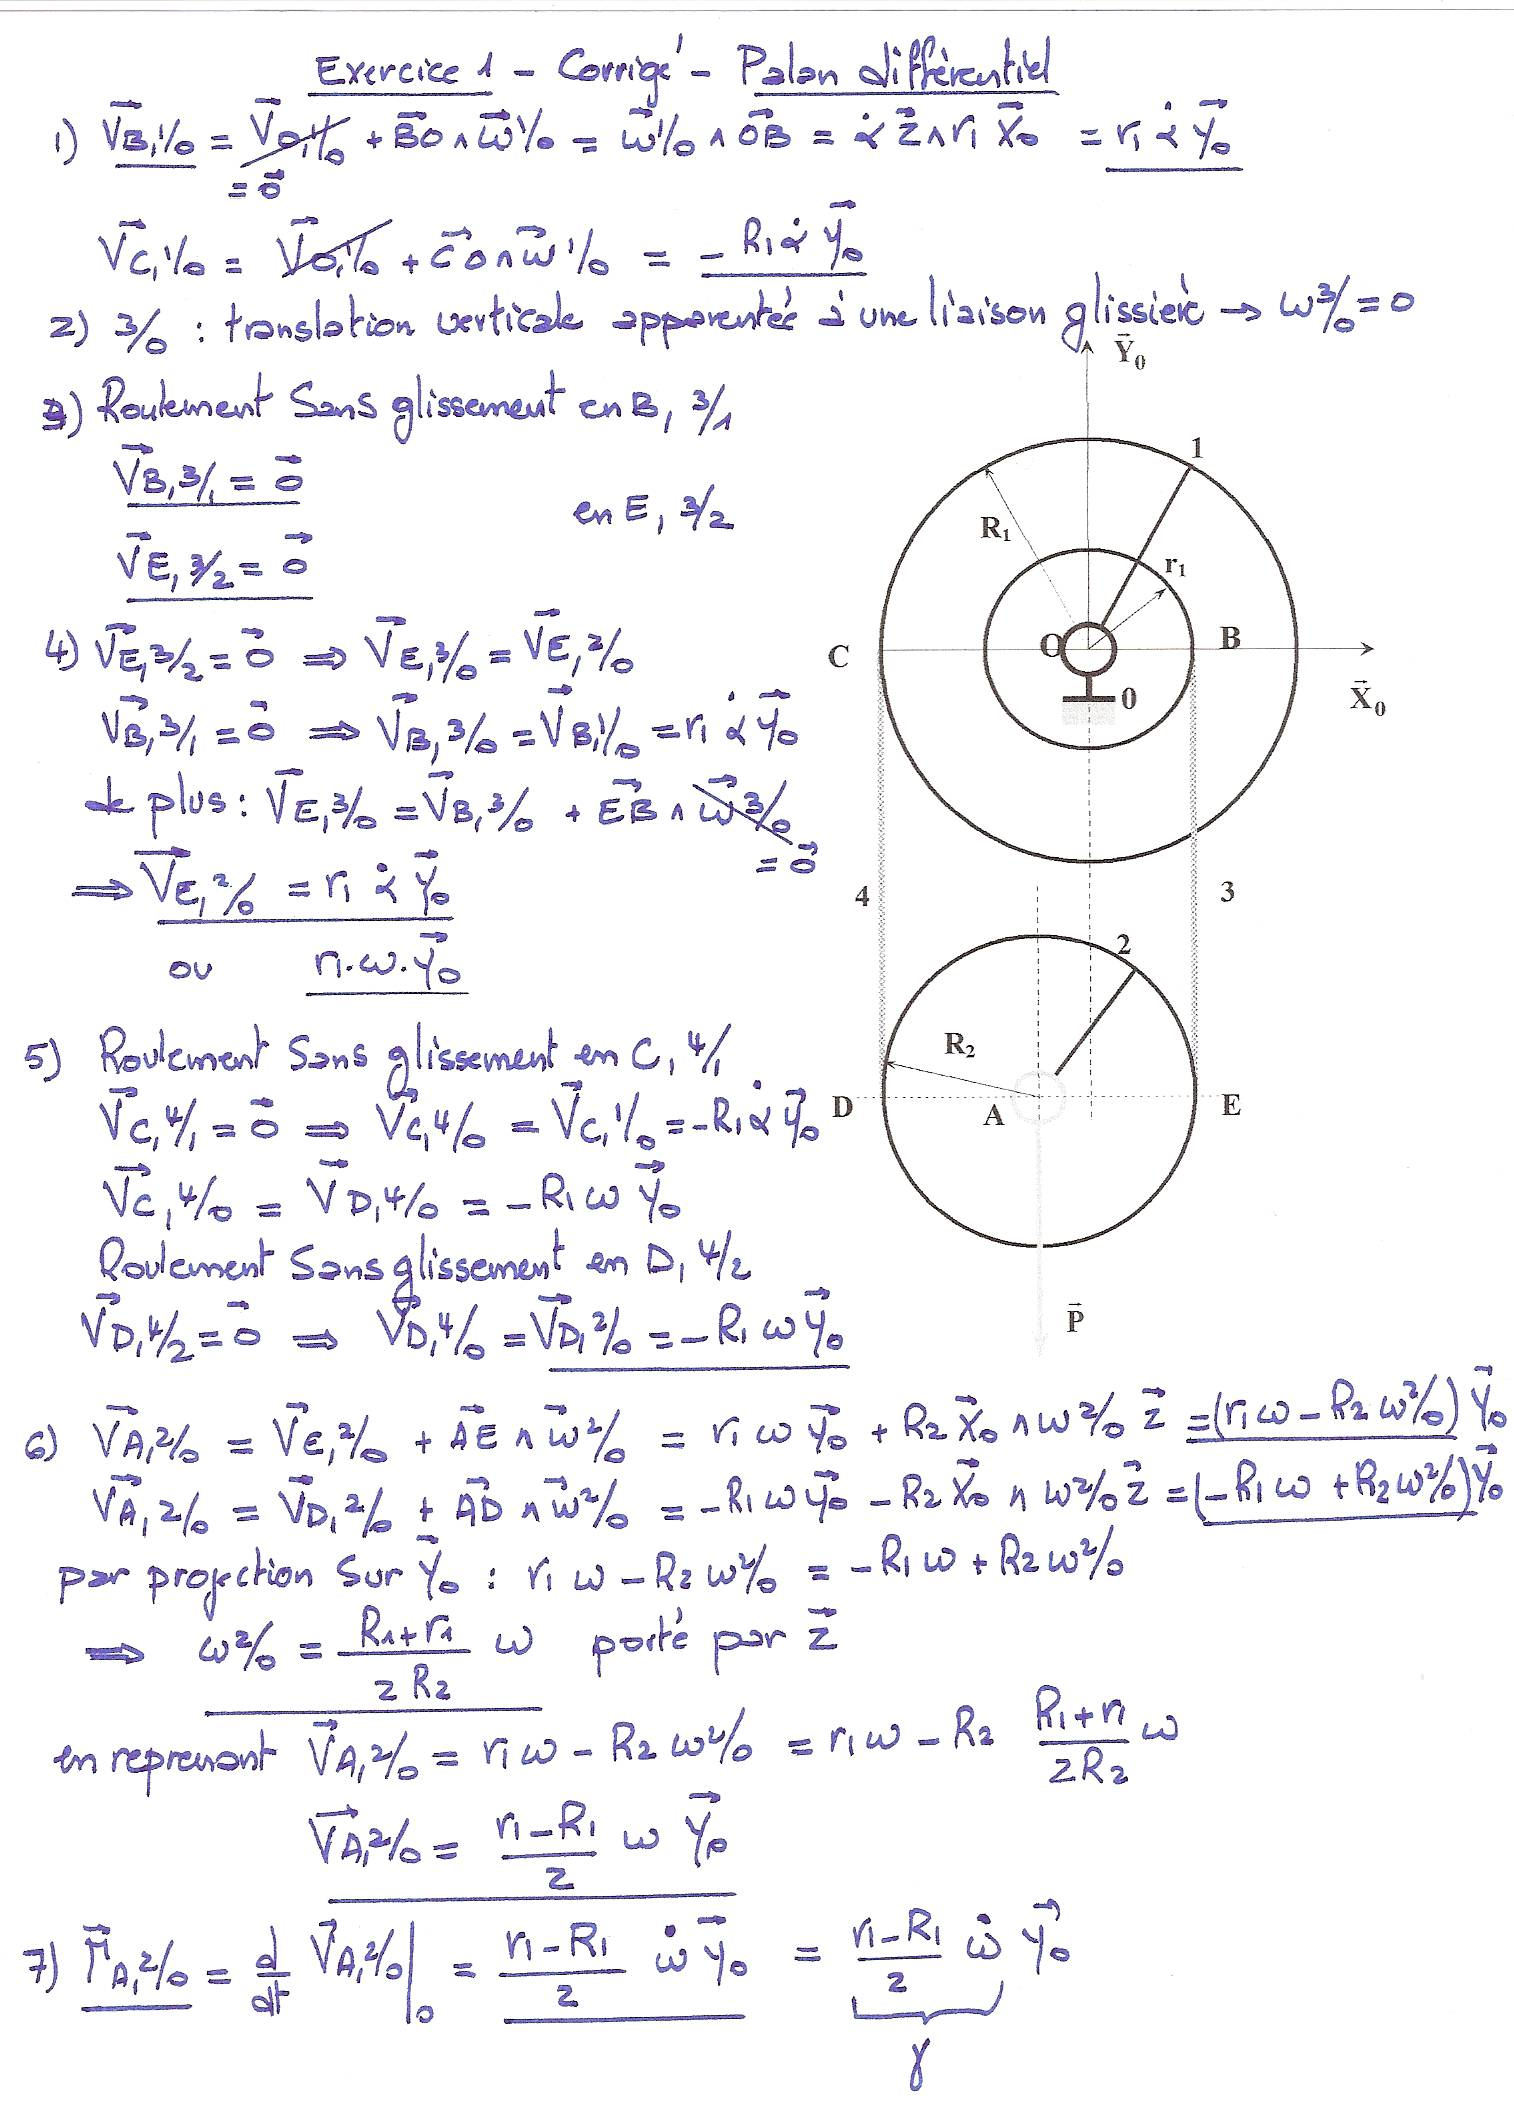 Exercice 1 - Corrigé - Palan différentiel
1) V⃗B,1/0 = V⃗O,1/0 + B⃗O ∧ ω⃗1/0 = ω⃗1/0 ∧ O⃗B = α̇ z⃗ ∧ r1 X⃗0 = r1 α̇ Y⃗0
= 0⃗
V⃗C,1/0 = V⃗O,1/0 + C⃗O ∧ ω⃗1/0 = - R1 α̇ Y⃗0
2) 3/0 : translation verticale apparentée à une liaison glissière → ω3/0 = 0
3) Roulement Sans glissement en B, 3/1
V⃗B,3/1 = 0⃗
en E, 3/2
V⃗E,3/2 = 0⃗
4) V⃗E,3/2 = 0⃗ ⇒ V⃗E,3/0 = V⃗E,2/0
V⃗B,3/1 = 0⃗ ⇒ V⃗B,3/0 = V⃗B,1/0 = r1 α̇ Y⃗0
de plus : V⃗E,3/0 = V⃗B,3/0 + E⃗B ∧ ω⃗3/0
= 0⃗
⇒ V⃗E,2/0 = r1 α̇ Y⃗0
ou r1.ω.Y⃗0
5) Roulement Sans glissement en C, 4/1
V⃗C,4/1 = 0⃗ ⇒ V⃗C,4/0 = V⃗C,1/0 = -R1 α̇ Y⃗0
V⃗C,4/0 = V⃗D,4/0 = -R1 ω Y⃗0
Roulement Sans glissement en D, 4/2
V⃗D,4/2 = 0⃗ ⇒ V⃗D,4/0 = V⃗D,2/0 = -R1 ω Y⃗0
Y⃗0
1
R1
r1
C
O
B
0
X⃗0
4
3
2
R2
D
A
E
P⃗
6) V⃗A,2/0 = V⃗E,2/0 + A⃗E ∧ ω⃗2/0 = r1 ω Y⃗0 + R2 X⃗0 ∧ ω2/0 z⃗ = (r1 ω - R2 ω2/0) Y⃗0
V⃗A,2/0 = V⃗D,2/0 + A⃗D ∧ ω⃗2/0 = -R1 ω Y⃗0 - R2 X⃗0 ∧ ω2/0 z⃗ = (-R1 ω + R2 ω2/0) Y⃗0
par projection sur Y⃗0 : r1 ω - R2 ω2/0 = -R1 ω + R2 ω2/0
⇒ ω2/0 = (R1+r1)/(2 R2) ω porté par z⃗
en reprenant V⃗A,2/0 = r1 ω - R2 ω2/0 = r1 ω - R2 (R1+r1)/(2R2) ω
V⃗A,2/0 = (r1-R1)/2 ω Y⃗0
7) Γ⃗A,2/0 = d/dt V⃗A,2/0|0 = (r1-R1)/2 ω̇ Y⃗0 = (r1-R1)/2 ω̇ Y⃗0
γ